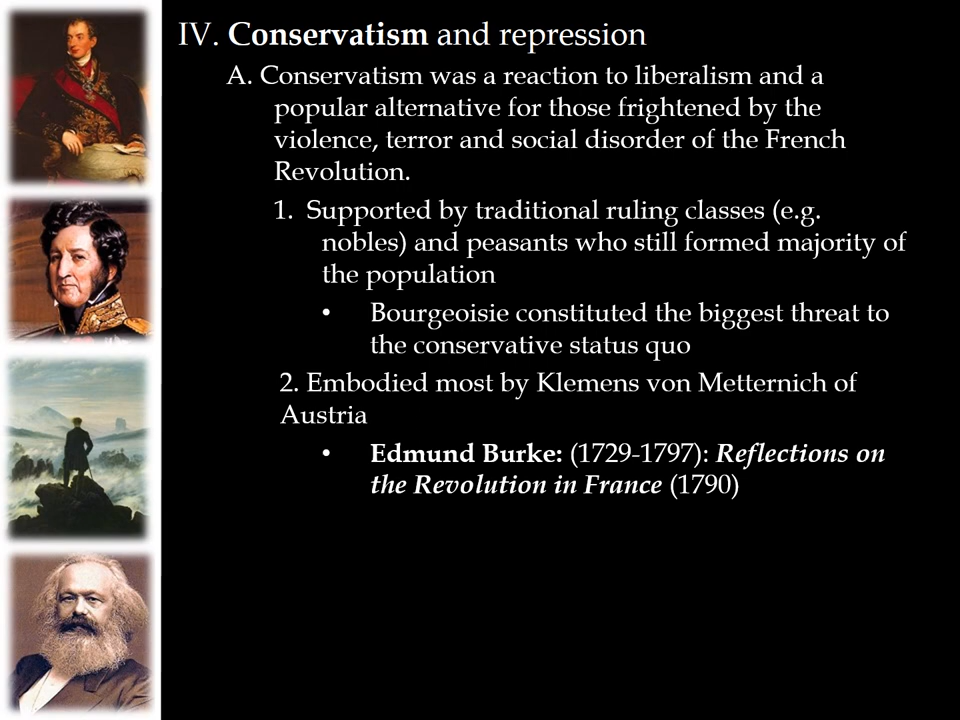 IV. Conservatism and repression
A. Conservatism was a reaction to liberalism and a
popular alternative for those frightened by the
violence, terror and social disorder of the French
Revolution.
1. Supported by traditional ruling classes (e.g.
nobles) and peasants who still formed majority of
the population
• Bourgeoisie constituted the biggest threat to
the conservative status quo
2. Embodied most by Klemens von Metternich of
Austria
• Edmund Burke: (1729-1797): Reflections on
the Revolution in France (1790)